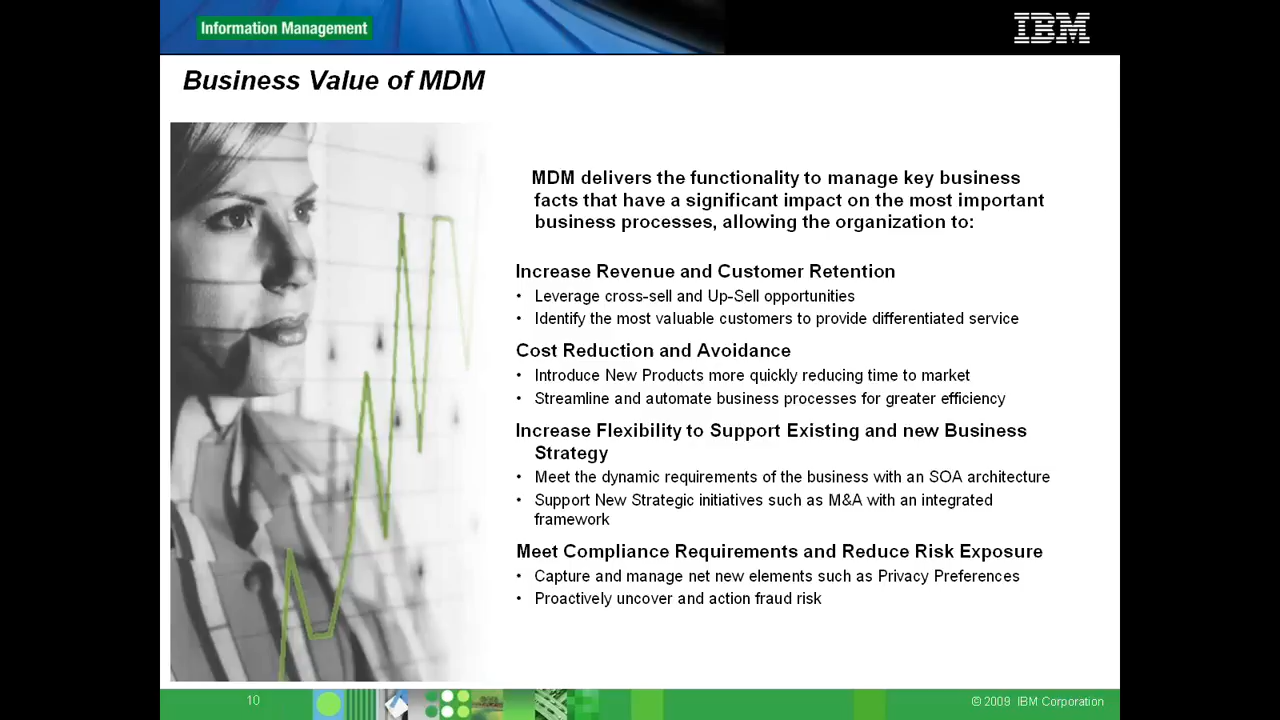 Information Management
IBM
Business Value of MDM
MDM delivers the functionality to manage key business
facts that have a significant impact on the most important
business processes, allowing the organization to:
Increase Revenue and Customer Retention
• Leverage cross-sell and Up-Sell opportunities
• Identify the most valuable customers to provide differentiated service
Cost Reduction and Avoidance
• Introduce New Products more quickly reducing time to market
• Streamline and automate business processes for greater efficiency
Increase Flexibility to Support Existing and new Business
Strategy
• Meet the dynamic requirements of the business with an SOA architecture
• Support New Strategic initiatives such as M&A with an integrated
framework
Meet Compliance Requirements and Reduce Risk Exposure
• Capture and manage net new elements such as Privacy Preferences
• Proactively uncover and action fraud risk
10
© 2009 IBM Corporation